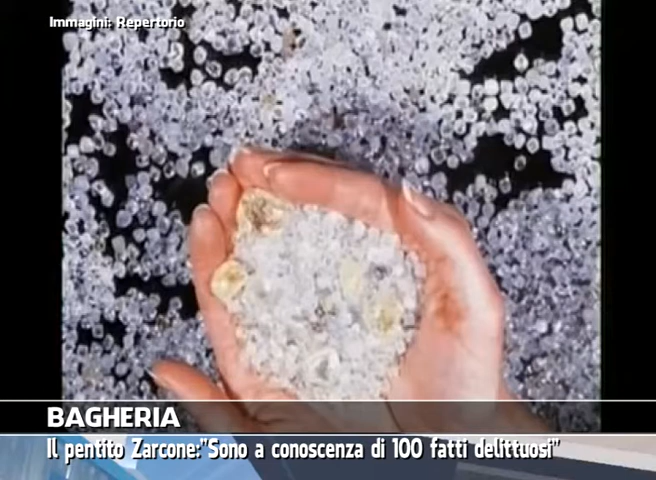 Immagini: Repertorio
BAGHERIA
Il pentito Zarcone:"Sono a conoscenza di 100 fatti delittuosi"